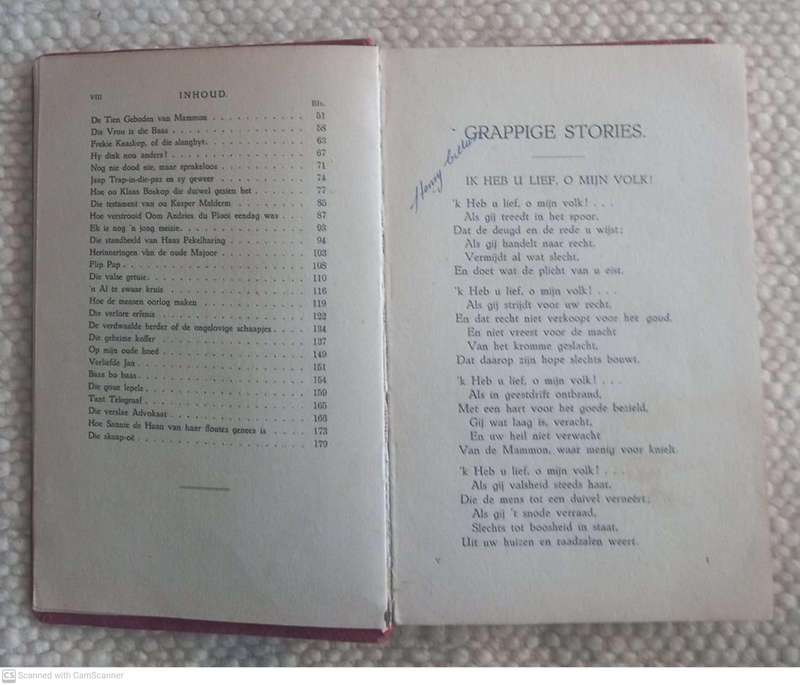 viii INHOUD.
Blz.
De Tien Geboden van Mammon 51
Die Vrou is die Baas 58
Frekie Kaaskop, of die slangbyt 63
Hy dink nou anders! 67
Nog nie dood nie, maar sprakeloos 71
Jaap Trap-in-die-pap en sy geweer 74
Hoe oo Klaas Boskop die duiwel gesien het 77
Die testament van ou Kasper Malderm 85
Hoe verstrooid Oom Andries du Plooi eendag was 87
Ek is nog 'n jong meisie 93
Die standbeeld van Haas Pekelharing 94
Herinneringen van de oude Majoor 103
Flip Pap 108
Die valse getuie 110
'n Al te swaar kruis 116
Hoe de mensen oorlog maken 119
Die verlore erfenis 122
De verdwaalde herder of de ongelovige schaapjes 134
Die geheime koffer 137
Op mijn oude hoed 149
Verliefde Jan 151
Baas bo baas 154
Die goue lepels 159
Tant Telegraaf 165
Die verslae Advokaat 168
Hoe Sannie de Haan van haar floutes genees is 173
Die skaap-oë 179
GRAPPIGE STORIES.
Henny
IK HEB U LIEF, O MIJN VOLK!
'k Heb u lief, o mijn volk! . . .
Als gij treedt in het spoor,
Dat de deugd en de rede u wijst;
Als gij handelt naar recht,
Vermijdt al wat slecht,
En doet wat de plicht van u eist.
'k Heb u lief, o mijn volk! . . .
Als gij strijdt voor uw recht,
En dat recht niet verkoopt voor het goud,
En niet vreest voor de macht
Van het kromme geslacht,
Dat daarop zijn hope slechts bouwt.
'k Heb u lief, o mijn volk! . . .
Als in geestdrift ontbrand,
Met een hart voor het goede bezield,
Gij wat laag is, veracht,
En uw heil niet verwacht
Van de Mammon, waar menig voor knielt.
'k Heb u lief, o mijn volk! . . .
Als gij valsheid steeds haat,
Die de mens tot een duivel verneêrt;
Als gij 't snode verraad,
Slechts tot boosheid in staat,
Uit uw huizen en raadzalen weert.
CS Scanned with CamScanner